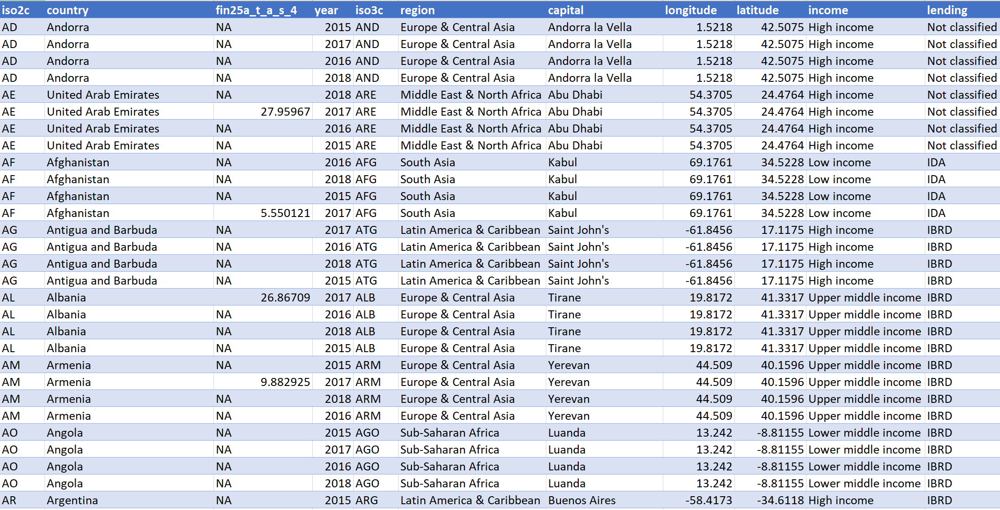 iso2c country fin25a_t_a_s_4 year iso3c region capital longitude latitude income lending
AD Andorra NA 2015 AND Europe & Central Asia Andorra la Vella 1.5218 42.5075 High income Not classified
AD Andorra NA 2017 AND Europe & Central Asia Andorra la Vella 1.5218 42.5075 High income Not classified
AD Andorra NA 2016 AND Europe & Central Asia Andorra la Vella 1.5218 42.5075 High income Not classified
AD Andorra NA 2018 AND Europe & Central Asia Andorra la Vella 1.5218 42.5075 High income Not classified
AE United Arab Emirates NA 2018 ARE Middle East & North Africa Abu Dhabi 54.3705 24.4764 High income Not classified
AE United Arab Emirates 27.95967 2017 ARE Middle East & North Africa Abu Dhabi 54.3705 24.4764 High income Not classified
AE United Arab Emirates NA 2016 ARE Middle East & North Africa Abu Dhabi 54.3705 24.4764 High income Not classified
AE United Arab Emirates NA 2015 ARE Middle East & North Africa Abu Dhabi 54.3705 24.4764 High income Not classified
AF Afghanistan NA 2016 AFG South Asia Kabul 69.1761 34.5228 Low income IDA
AF Afghanistan NA 2018 AFG South Asia Kabul 69.1761 34.5228 Low income IDA
AF Afghanistan NA 2015 AFG South Asia Kabul 69.1761 34.5228 Low income IDA
AF Afghanistan 5.550121 2017 AFG South Asia Kabul 69.1761 34.5228 Low income IDA
AG Antigua and Barbuda NA 2017 ATG Latin America & Caribbean Saint John's -61.8456 17.1175 High income IBRD
AG Antigua and Barbuda NA 2016 ATG Latin America & Caribbean Saint John's -61.8456 17.1175 High income IBRD
AG Antigua and Barbuda NA 2018 ATG Latin America & Caribbean Saint John's -61.8456 17.1175 High income IBRD
AG Antigua and Barbuda NA 2015 ATG Latin America & Caribbean Saint John's -61.8456 17.1175 High income IBRD
AL Albania 26.86709 2017 ALB Europe & Central Asia Tirane 19.8172 41.3317 Upper middle income IBRD
AL Albania NA 2016 ALB Europe & Central Asia Tirane 19.8172 41.3317 Upper middle income IBRD
AL Albania NA 2018 ALB Europe & Central Asia Tirane 19.8172 41.3317 Upper middle income IBRD
AL Albania NA 2015 ALB Europe & Central Asia Tirane 19.8172 41.3317 Upper middle income IBRD
AM Armenia NA 2015 ARM Europe & Central Asia Yerevan 44.509 40.1596 Upper middle income IBRD
AM Armenia 9.882925 2017 ARM Europe & Central Asia Yerevan 44.509 40.1596 Upper middle income IBRD
AM Armenia NA 2018 ARM Europe & Central Asia Yerevan 44.509 40.1596 Upper middle income IBRD
AM Armenia NA 2016 ARM Europe & Central Asia Yerevan 44.509 40.1596 Upper middle income IBRD
AO Angola NA 2015 AGO Sub-Saharan Africa Luanda 13.242 -8.81155 Lower middle income IBRD
AO Angola NA 2017 AGO Sub-Saharan Africa Luanda 13.242 -8.81155 Lower middle income IBRD
AO Angola NA 2016 AGO Sub-Saharan Africa Luanda 13.242 -8.81155 Lower middle income IBRD
AO Angola NA 2018 AGO Sub-Saharan Africa Luanda 13.242 -8.81155 Lower middle income IBRD
AR Argentina NA 2015 ARG Latin America & Caribbean Buenos Aires -58.4173 -34.6118 High income IBRD